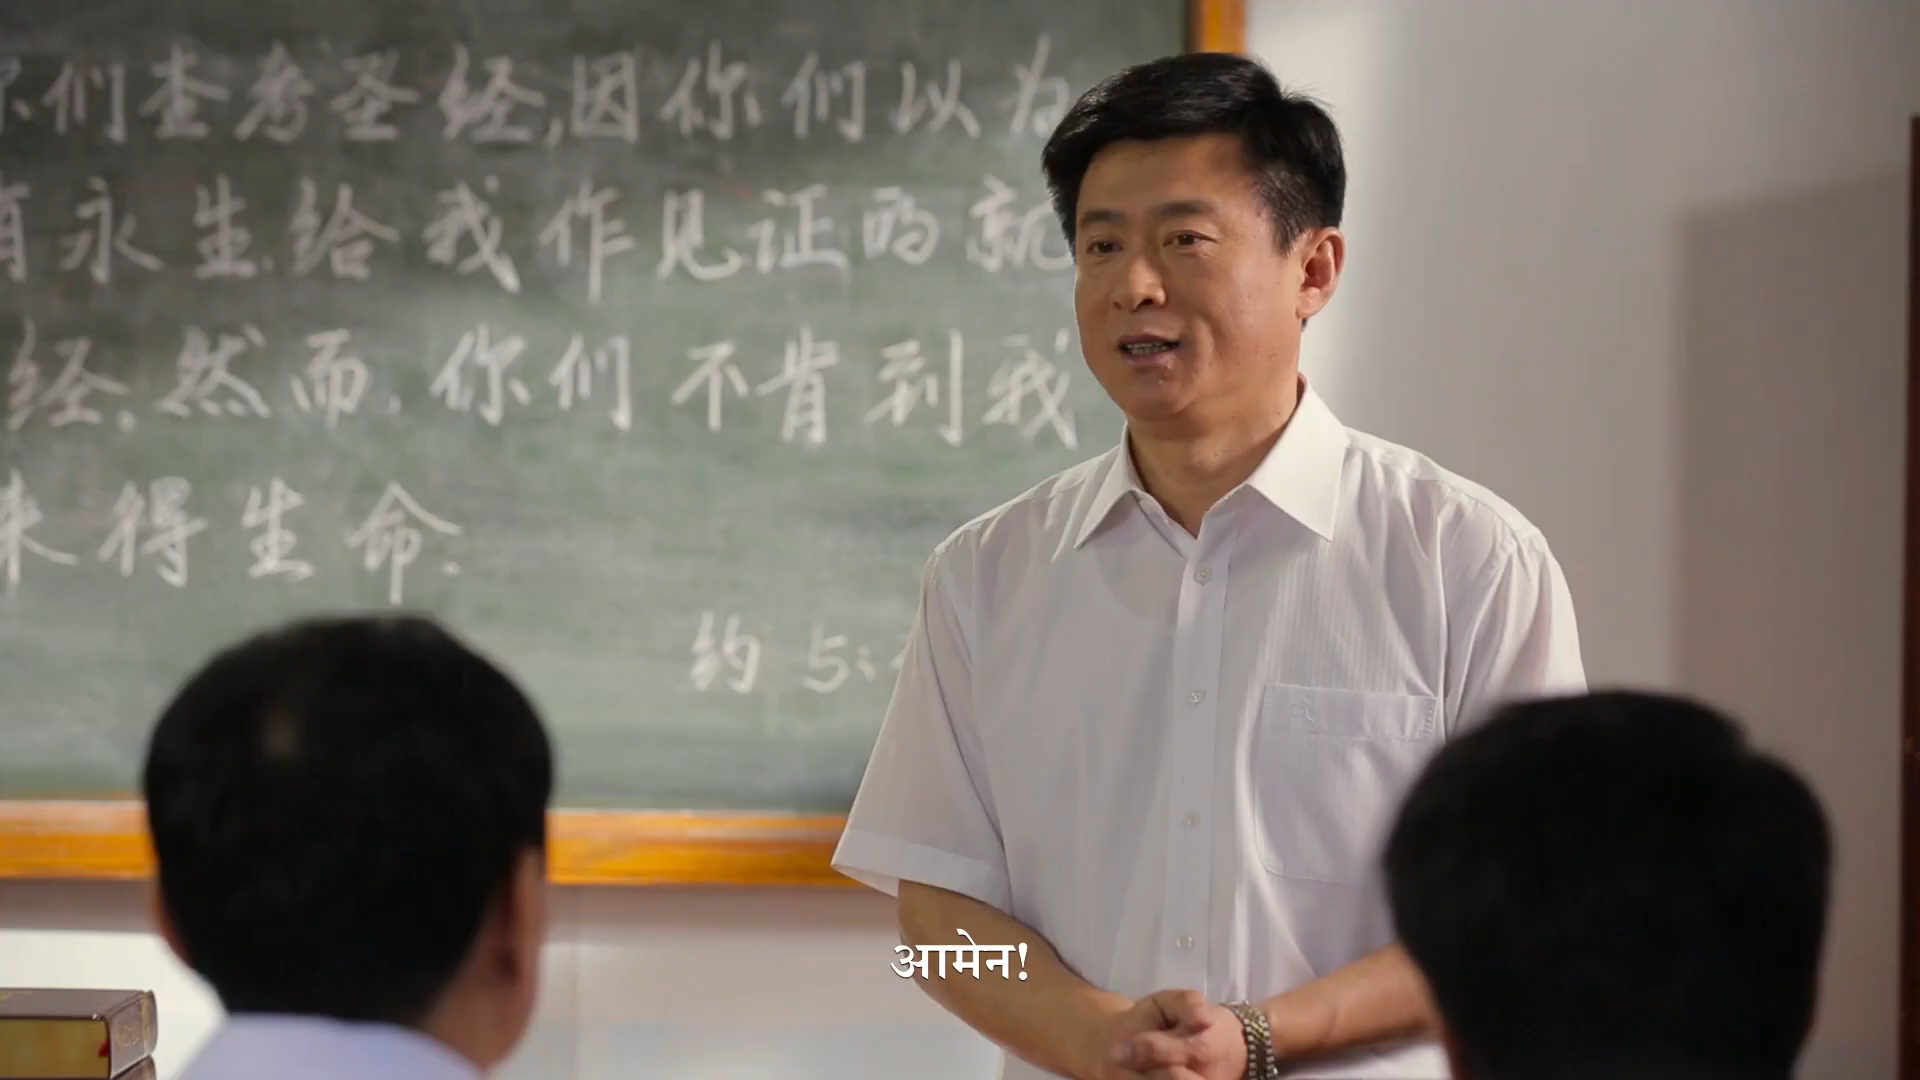 你们查考圣经,因你们以为
有永生.给我作见证的就
经.然而,你们不肯到我
来得生命.
约 5:
आमेन!